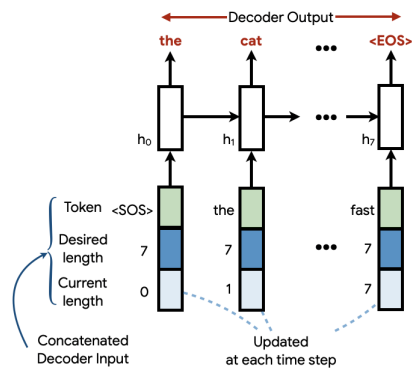 Decoder Output
the cat ••• <EOS>
h0 h1 ••• h7
Token <SOS> the fast
Desired
length 7 7 ••• 7
Current
length 0 1 7
Concatenated
Decoder Input
Updated
at each time step